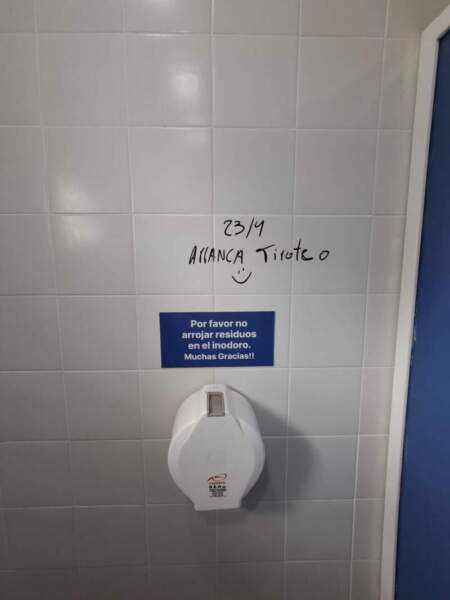 23/4
ARRANCA Tiroteo
Por favor no
arrojar residuos
en el inodoro.
Muchas Gracias!!